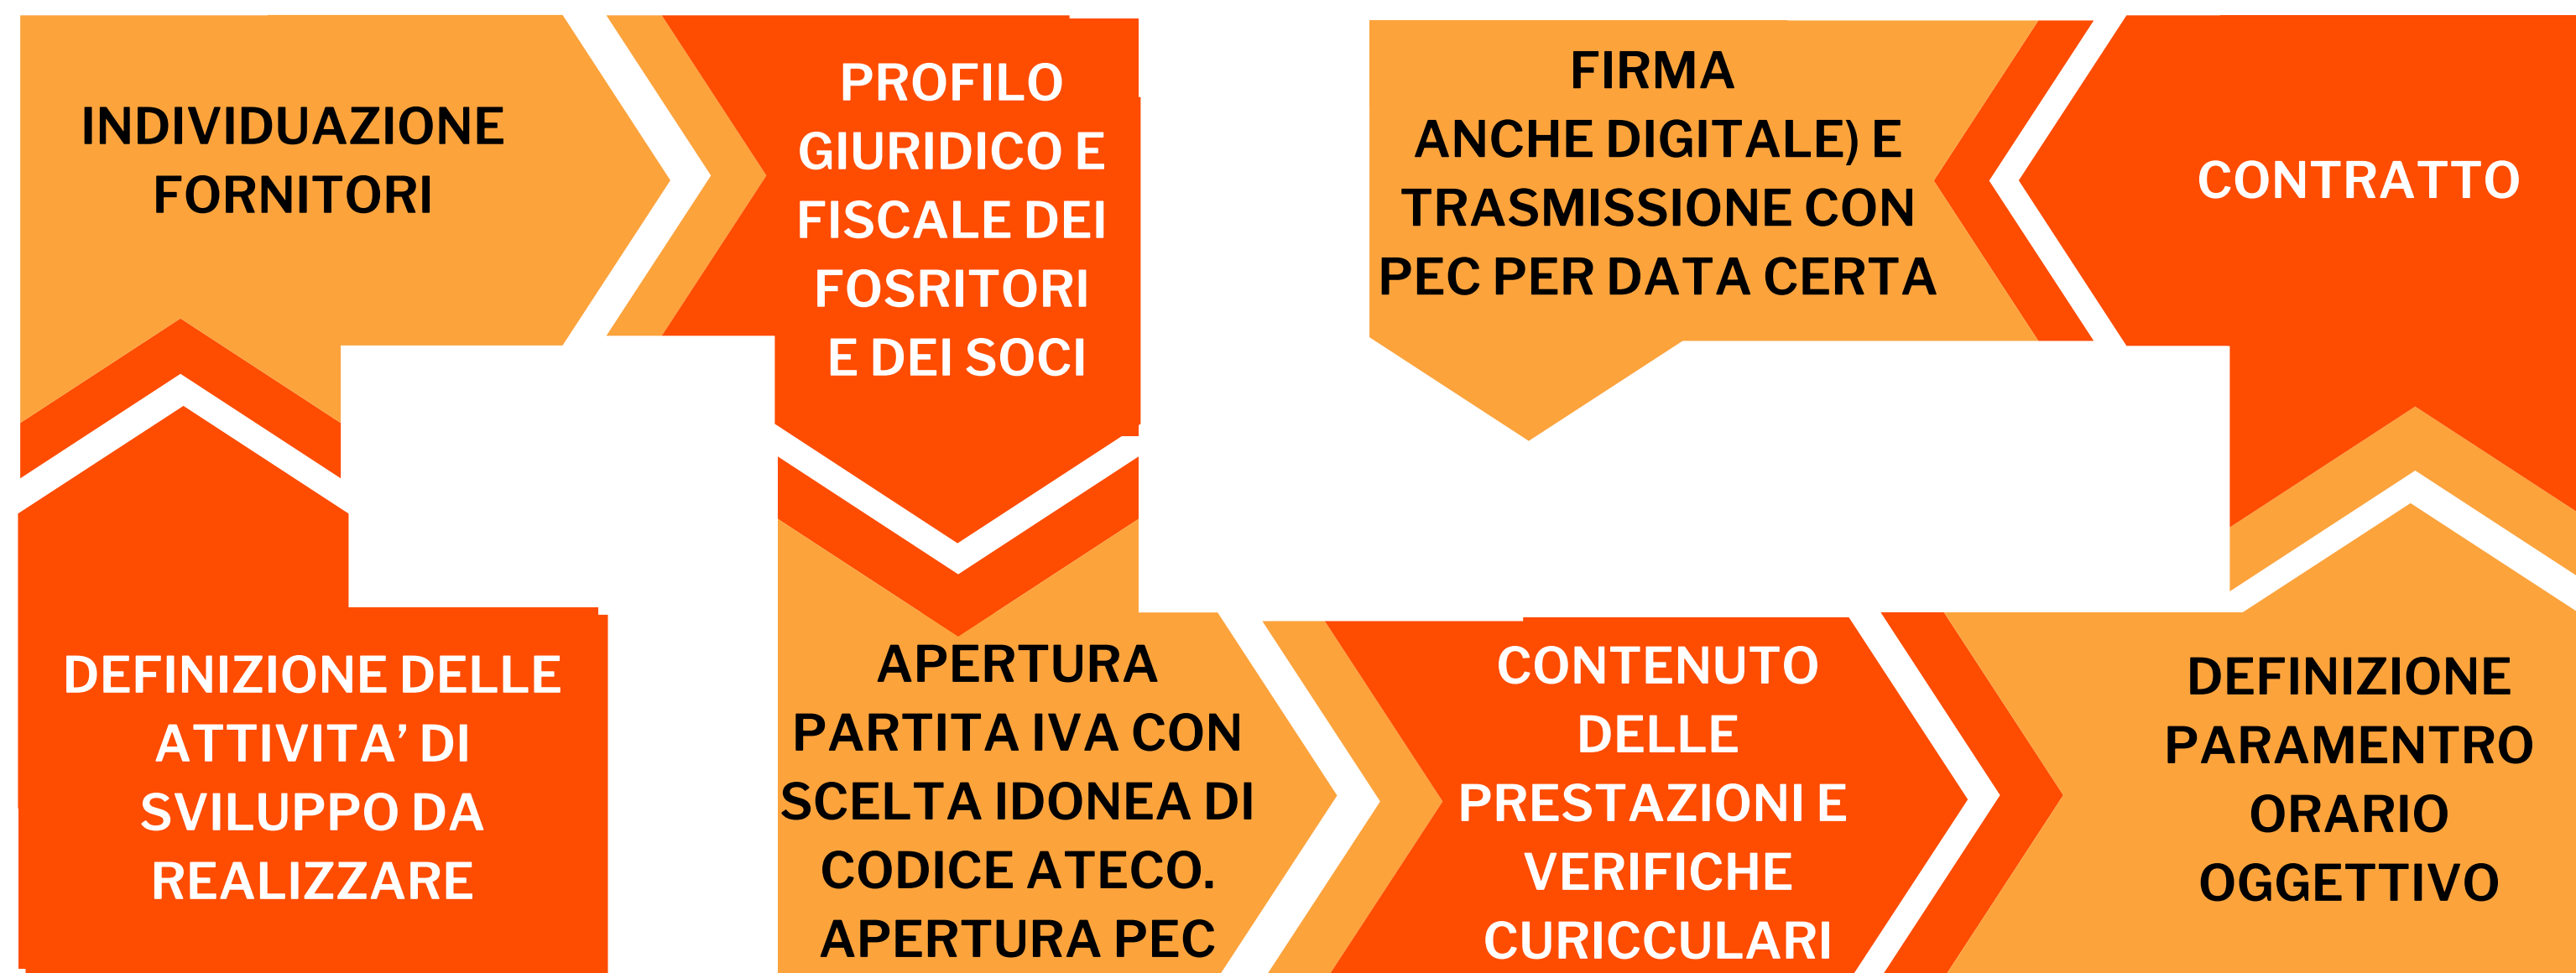 INDIVIDUAZIONE
FORNITORI
PROFILO
GIURIDICO E
FISCALE DEI
FOSRITORI
E DEI SOCI
FIRMA
ANCHE DIGITALE) E
TRASMISSIONE CON
PEC PER DATA CERTA
CONTRATTO
DEFINIZIONE DELLE
ATTIVITA’ DI
SVILUPPO DA
REALIZZARE
APERTURA
PARTITA IVA CON
SCELTA IDONEA DI
CODICE ATECO.
APERTURA PEC
CONTENUTO
DELLE
PRESTAZIONI E
VERIFICHE
CURICCULARI
DEFINIZIONE
PARAMENTRO
ORARIO
OGGETTIVO